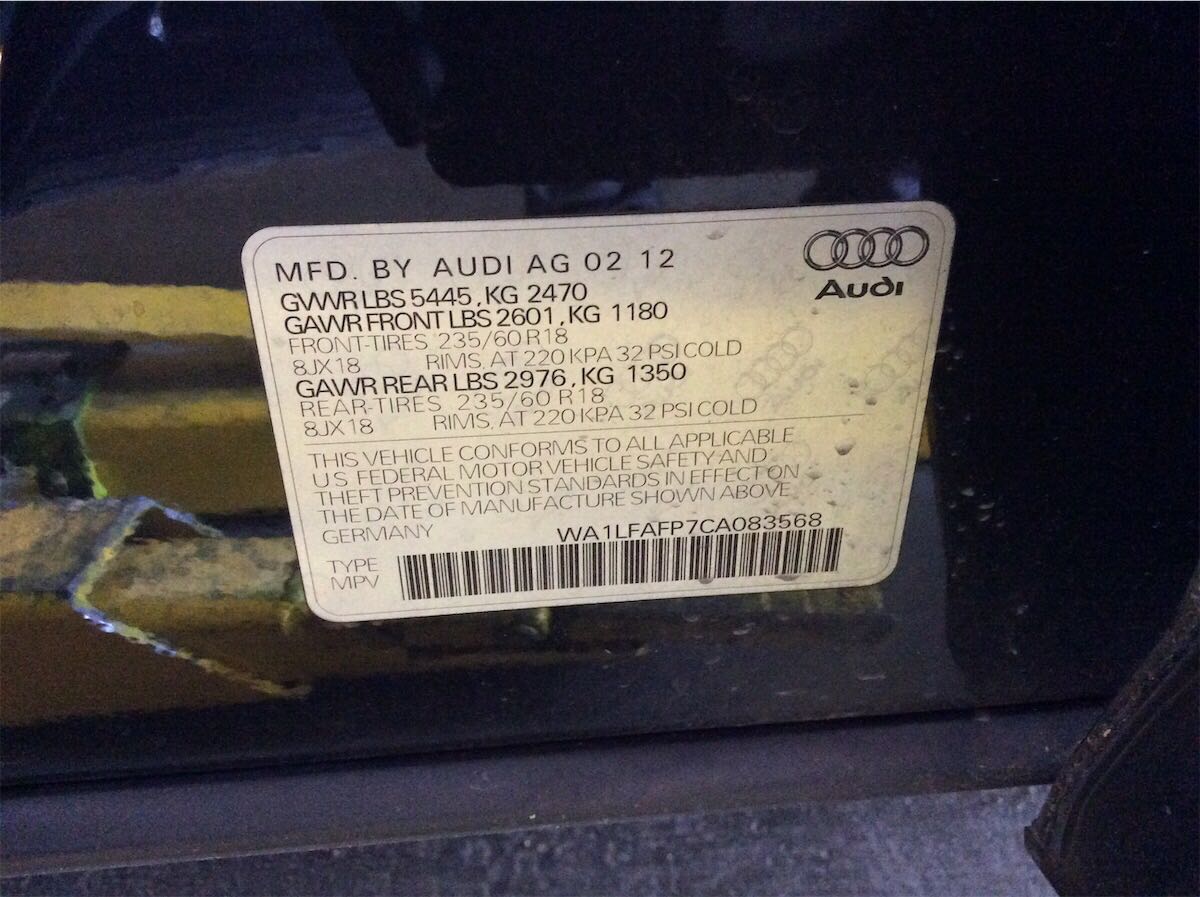 MFD. BY AUDI AG 02 12
Audi
GVWR LBS 5445, KG 2470
GAWR FRONT LBS 2601, KG 1180
FRONT-TIRES 235/60 R18
8JX18 RIMS, AT 220 KPA 32 PSI COLD
GAWR REAR LBS 2976, KG 1350
REAR-TIRES 235/60 R18
8JX18 RIMS, AT 220 KPA 32 PSI COLD
THIS VEHICLE CONFORMS TO ALL APPLICABLE
US FEDERAL MOTOR VEHICLE SAFETY AND
THEFT PREVENTION STANDARDS IN EFFECT ON
THE DATE OF MANUFACTURE SHOWN ABOVE
GERMANY WA1LFAFP7CA083568
TYPE
MPV